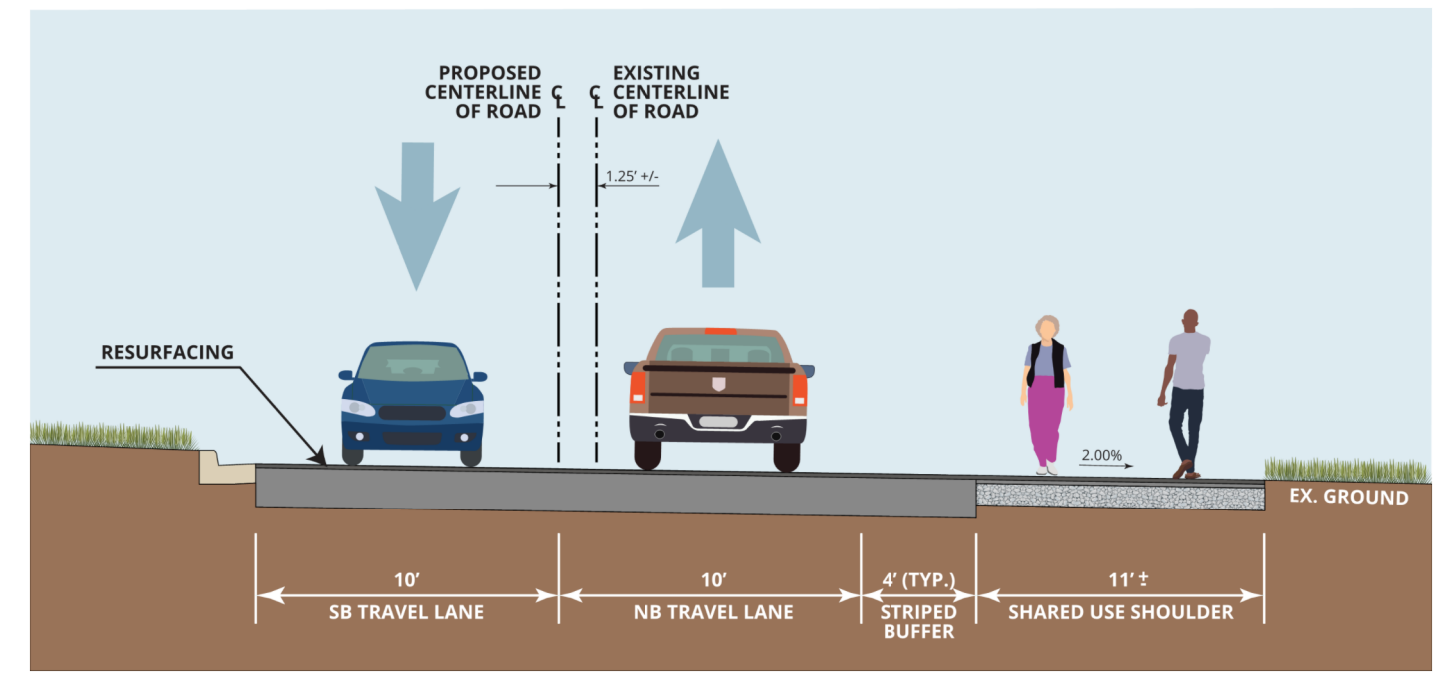 PROPOSED
CENTERLINE
OF ROAD
℄
℄
EXISTING
CENTERLINE
OF ROAD
1.25' +/-
RESURFACING
2.00%
EX. GROUND
10'
SB TRAVEL LANE
10'
NB TRAVEL LANE
4' (TYP.)
STRIPED
BUFFER
11' ±
SHARED USE SHOULDER